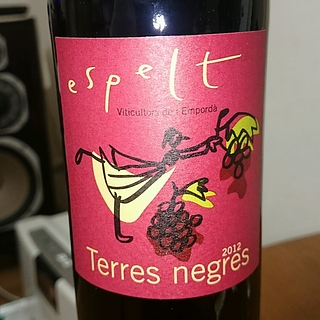 espelt
Viticultors de l'Empordà
2012
Terres negres